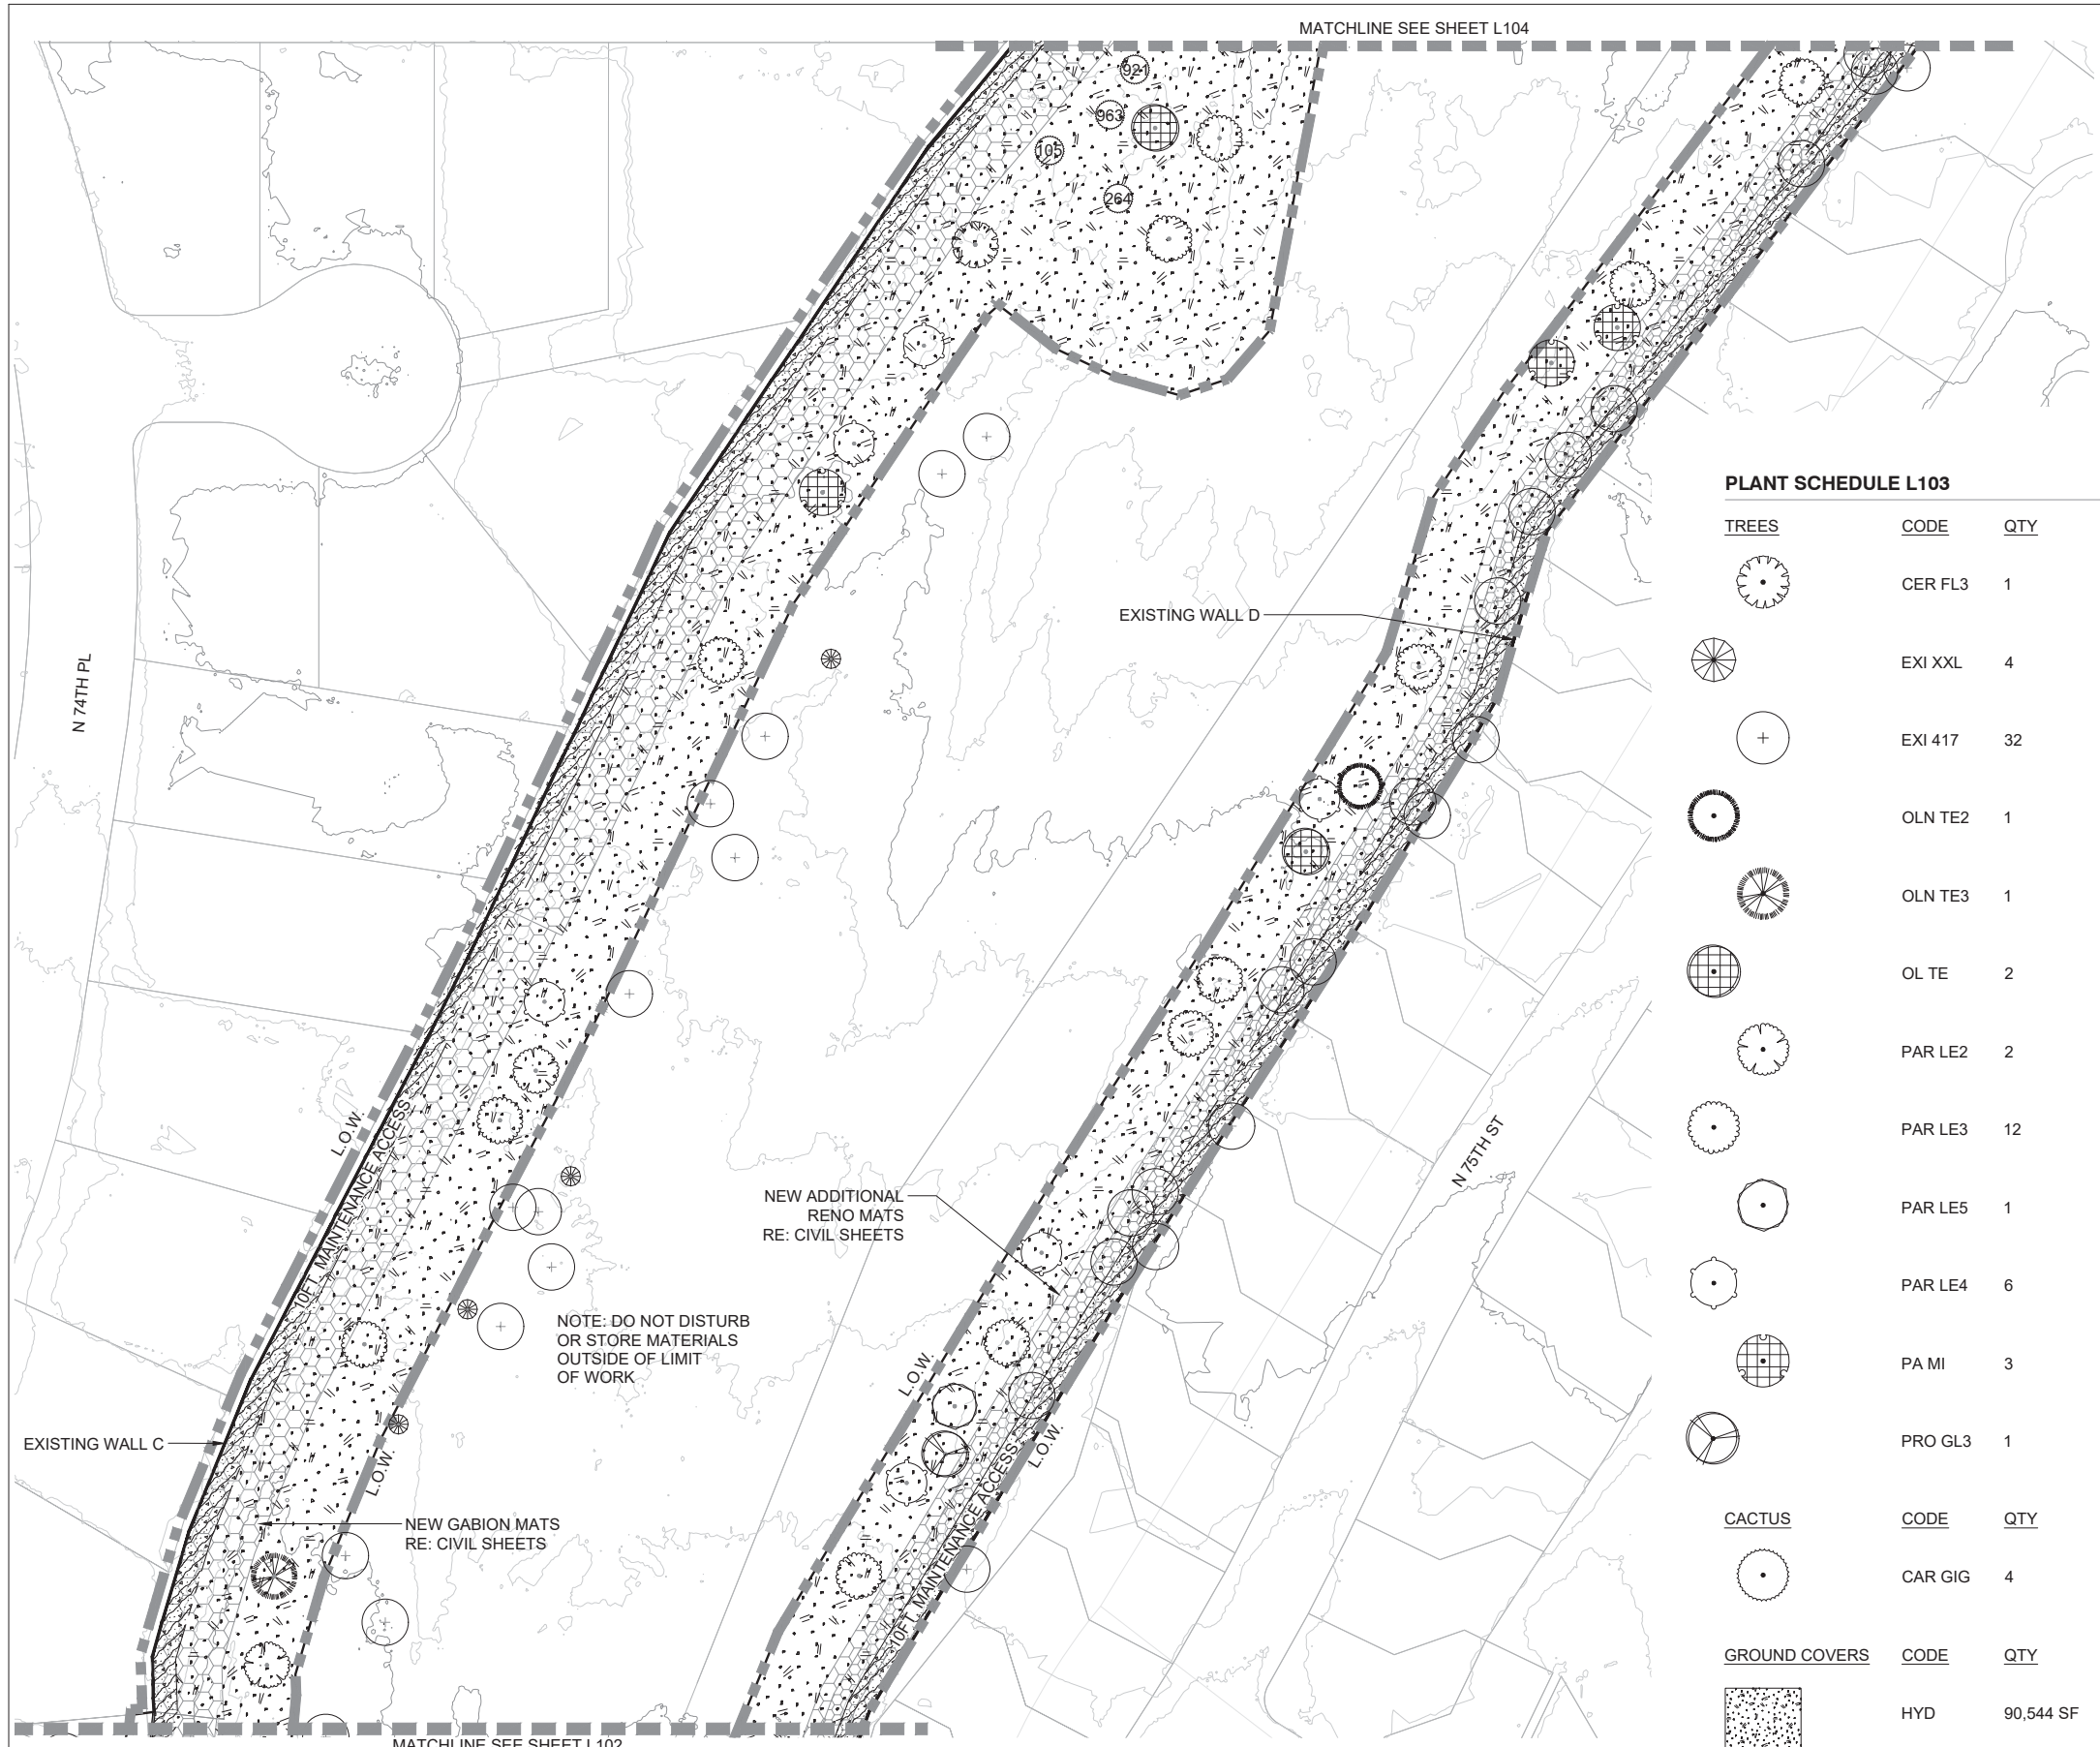 MATCHLINE SEE SHEET L104
921
963
105
264
EXISTING WALL D
N 74TH PL
L.O.W.
10FT. MAINTENANCE ACCESS
NEW ADDITIONAL
RENO MATS
RE: CIVIL SHEETS
N 75TH ST
NOTE: DO NOT DISTURB
OR STORE MATERIALS
OUTSIDE OF LIMIT
OF WORK
L.O.W.
EXISTING WALL C
L.O.W.
L.O.W.
NEW GABION MATS
RE: CIVIL SHEETS
10FT. MAINTENANCE ACCESS
MATCHLINE SEE SHEET L102
PLANT SCHEDULE L103
TREES CODE QTY
CER FL3 1
EXI XXL 4
EXI 417 32
OLN TE2 1
OLN TE3 1
OL TE 2
PAR LE2 2
PAR LE3 12
PAR LE5 1
PAR LE4 6
PA MI 3
PRO GL3 1
CACTUS CODE QTY
CAR GIG 4
GROUND COVERS CODE QTY
HYD 90,544 SF